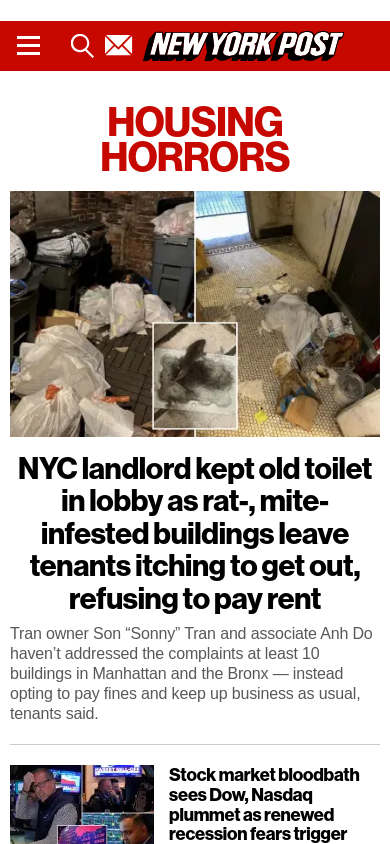 NEW YORK POST
HOUSING
HORRORS
NYC landlord kept old toilet
in lobby as rat-, mite-
infested buildings leave
tenants itching to get out,
refusing to pay rent
Tran owner Son “Sonny” Tran and associate Anh Do
haven’t addressed the complaints at least 10
buildings in Manhattan and the Bronx — instead
opting to pay fines and keep up business as usual,
tenants said.
Stock market bloodbath
sees Dow, Nasdaq
plummet as renewed
recession fears trigger